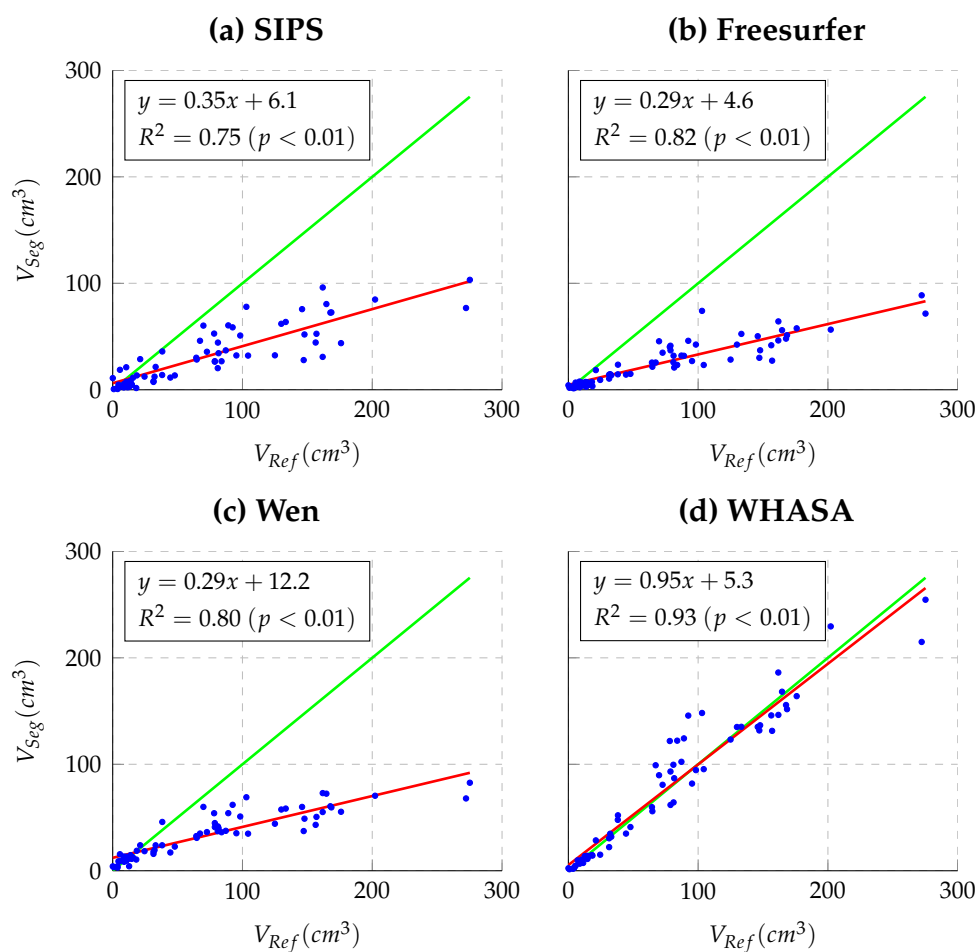 (a) SIPS
(b) Freesurfer
300
200
100
0
V_Seg(cm³)
y = 0.35x + 6.1
R² = 0.75 (p < 0.01)
0 100 200 300
V_Ref(cm³)
300
200
100
0
y = 0.29x + 4.6
R² = 0.82 (p < 0.01)
0 100 200 300
V_Ref(cm³)
(c) Wen
(d) WHASA
300
200
100
0
V_Seg(cm³)
y = 0.29x + 12.2
R² = 0.80 (p < 0.01)
0 100 200 300
V_Ref(cm³)
300
200
100
0
y = 0.95x + 5.3
R² = 0.93 (p < 0.01)
0 100 200 300
V_Ref(cm³)